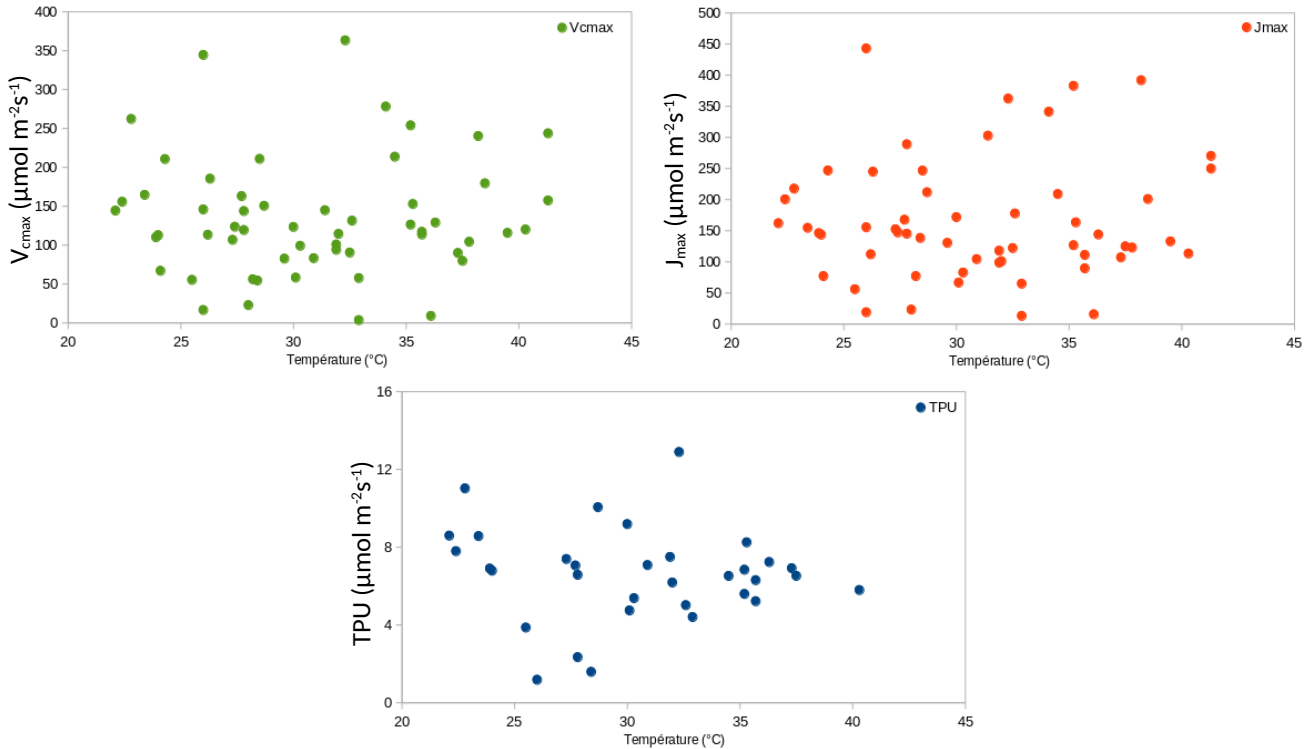 400
350
300
250
200
150
100
50
0
20 25 30 35 40 45
Vcmax
Vcmax (µmol m-2s-1)
Température (°C)
500
450
400
350
300
250
200
150
100
50
0
20 25 30 35 40 45
Jmax
Jmax (µmol m-2s-1)
Température (°C)
16
12
8
4
0
20 25 30 35 40 45
TPU
TPU (µmol m-2s-1)
Température (°C)